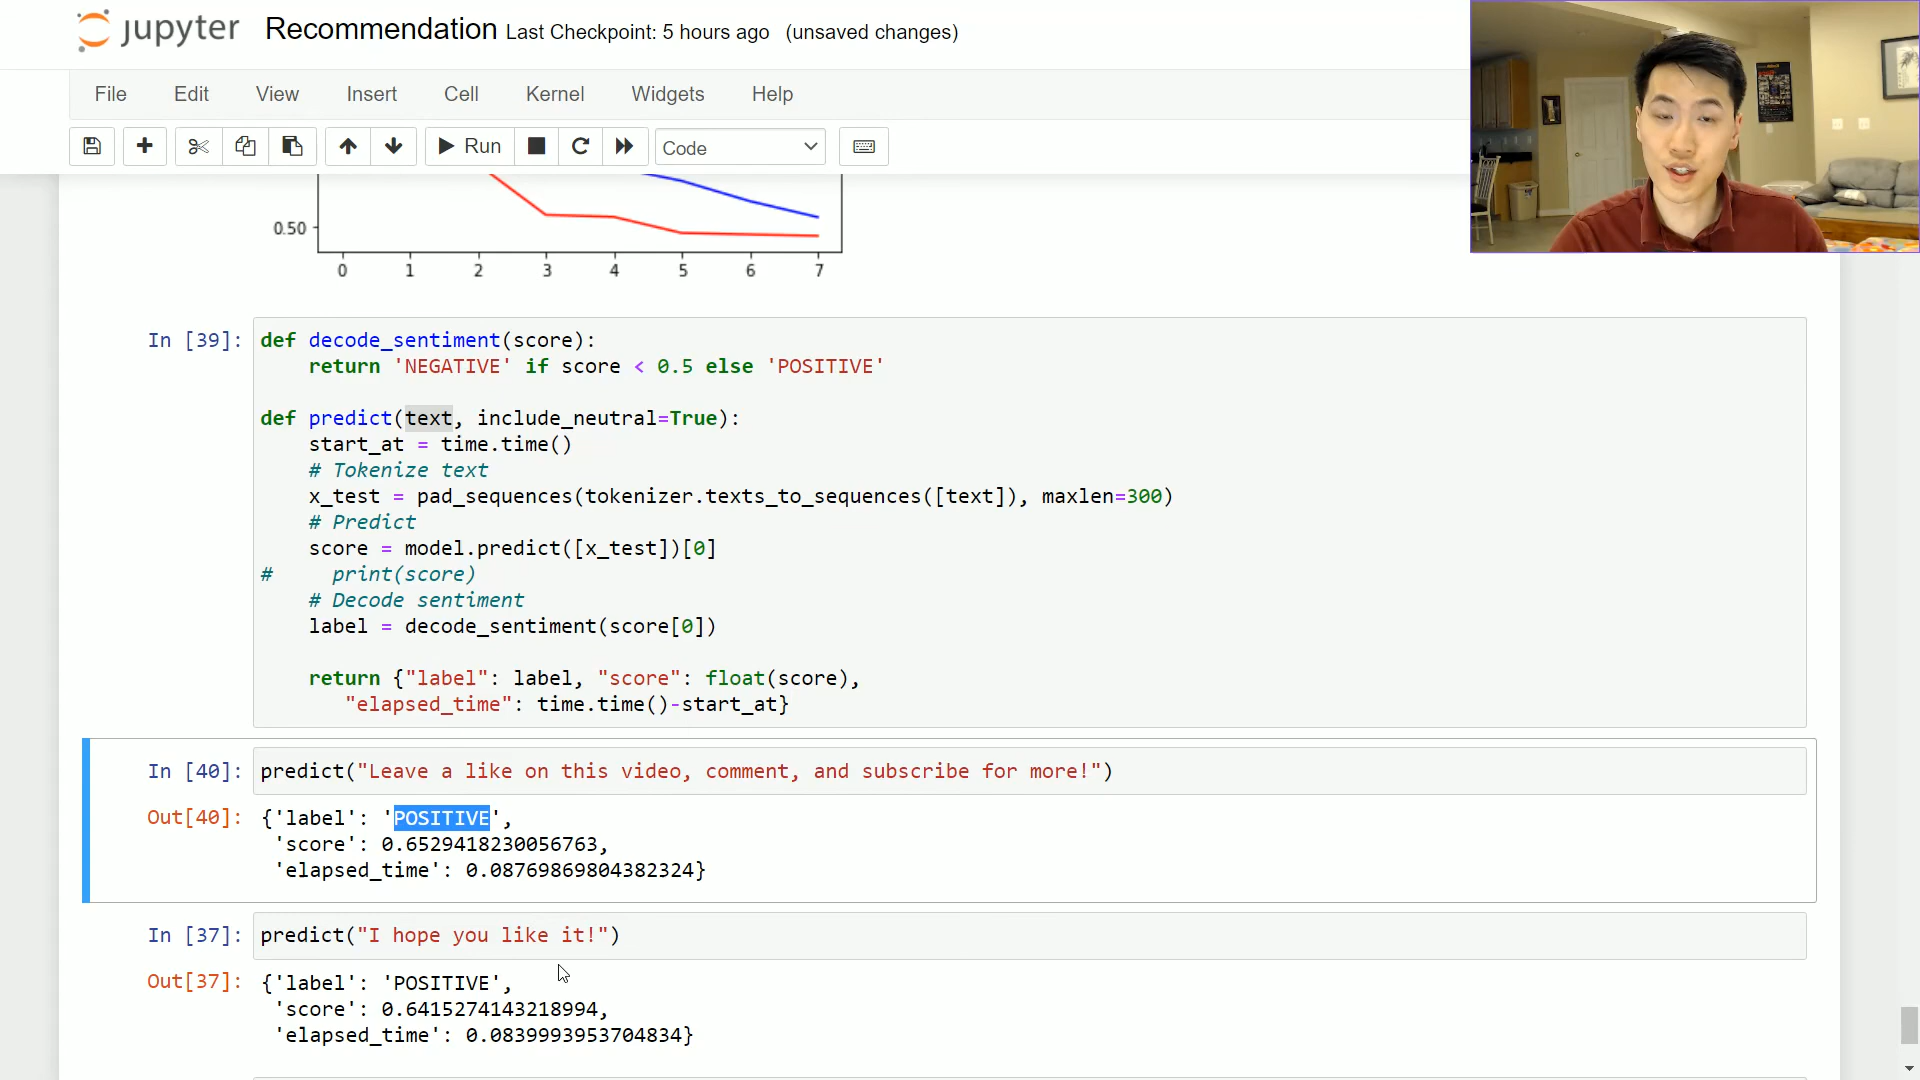 jupyter Recommendation Last Checkpoint: 5 hours ago (unsaved changes)
File Edit View Insert Cell Kernel Widgets Help
Run Code
0.50
0 1 2 3 4 5 6 7
In [39]: def decode_sentiment(score):
    return 'NEGATIVE' if score < 0.5 else 'POSITIVE'
def predict(text, include_neutral=True):
    start_at = time.time()
    # Tokenize text
    x_test = pad_sequences(tokenizer.texts_to_sequences([text]), maxlen=300)
    # Predict
    score = model.predict([x_test])[0]
#     print(score)
    # Decode sentiment
    label = decode_sentiment(score[0])
    return {"label": label, "score": float(score),
       "elapsed_time": time.time()-start_at}
In [40]: predict("Leave a like on this video, comment, and subscribe for more!")
Out[40]: {'label': 'POSITIVE',
 'score': 0.6529418230056763,
 'elapsed_time': 0.08769869804382324}
In [37]: predict("I hope you like it!")
Out[37]: {'label': 'POSITIVE',
 'score': 0.6415274143218994,
 'elapsed_time': 0.0839993953704834}